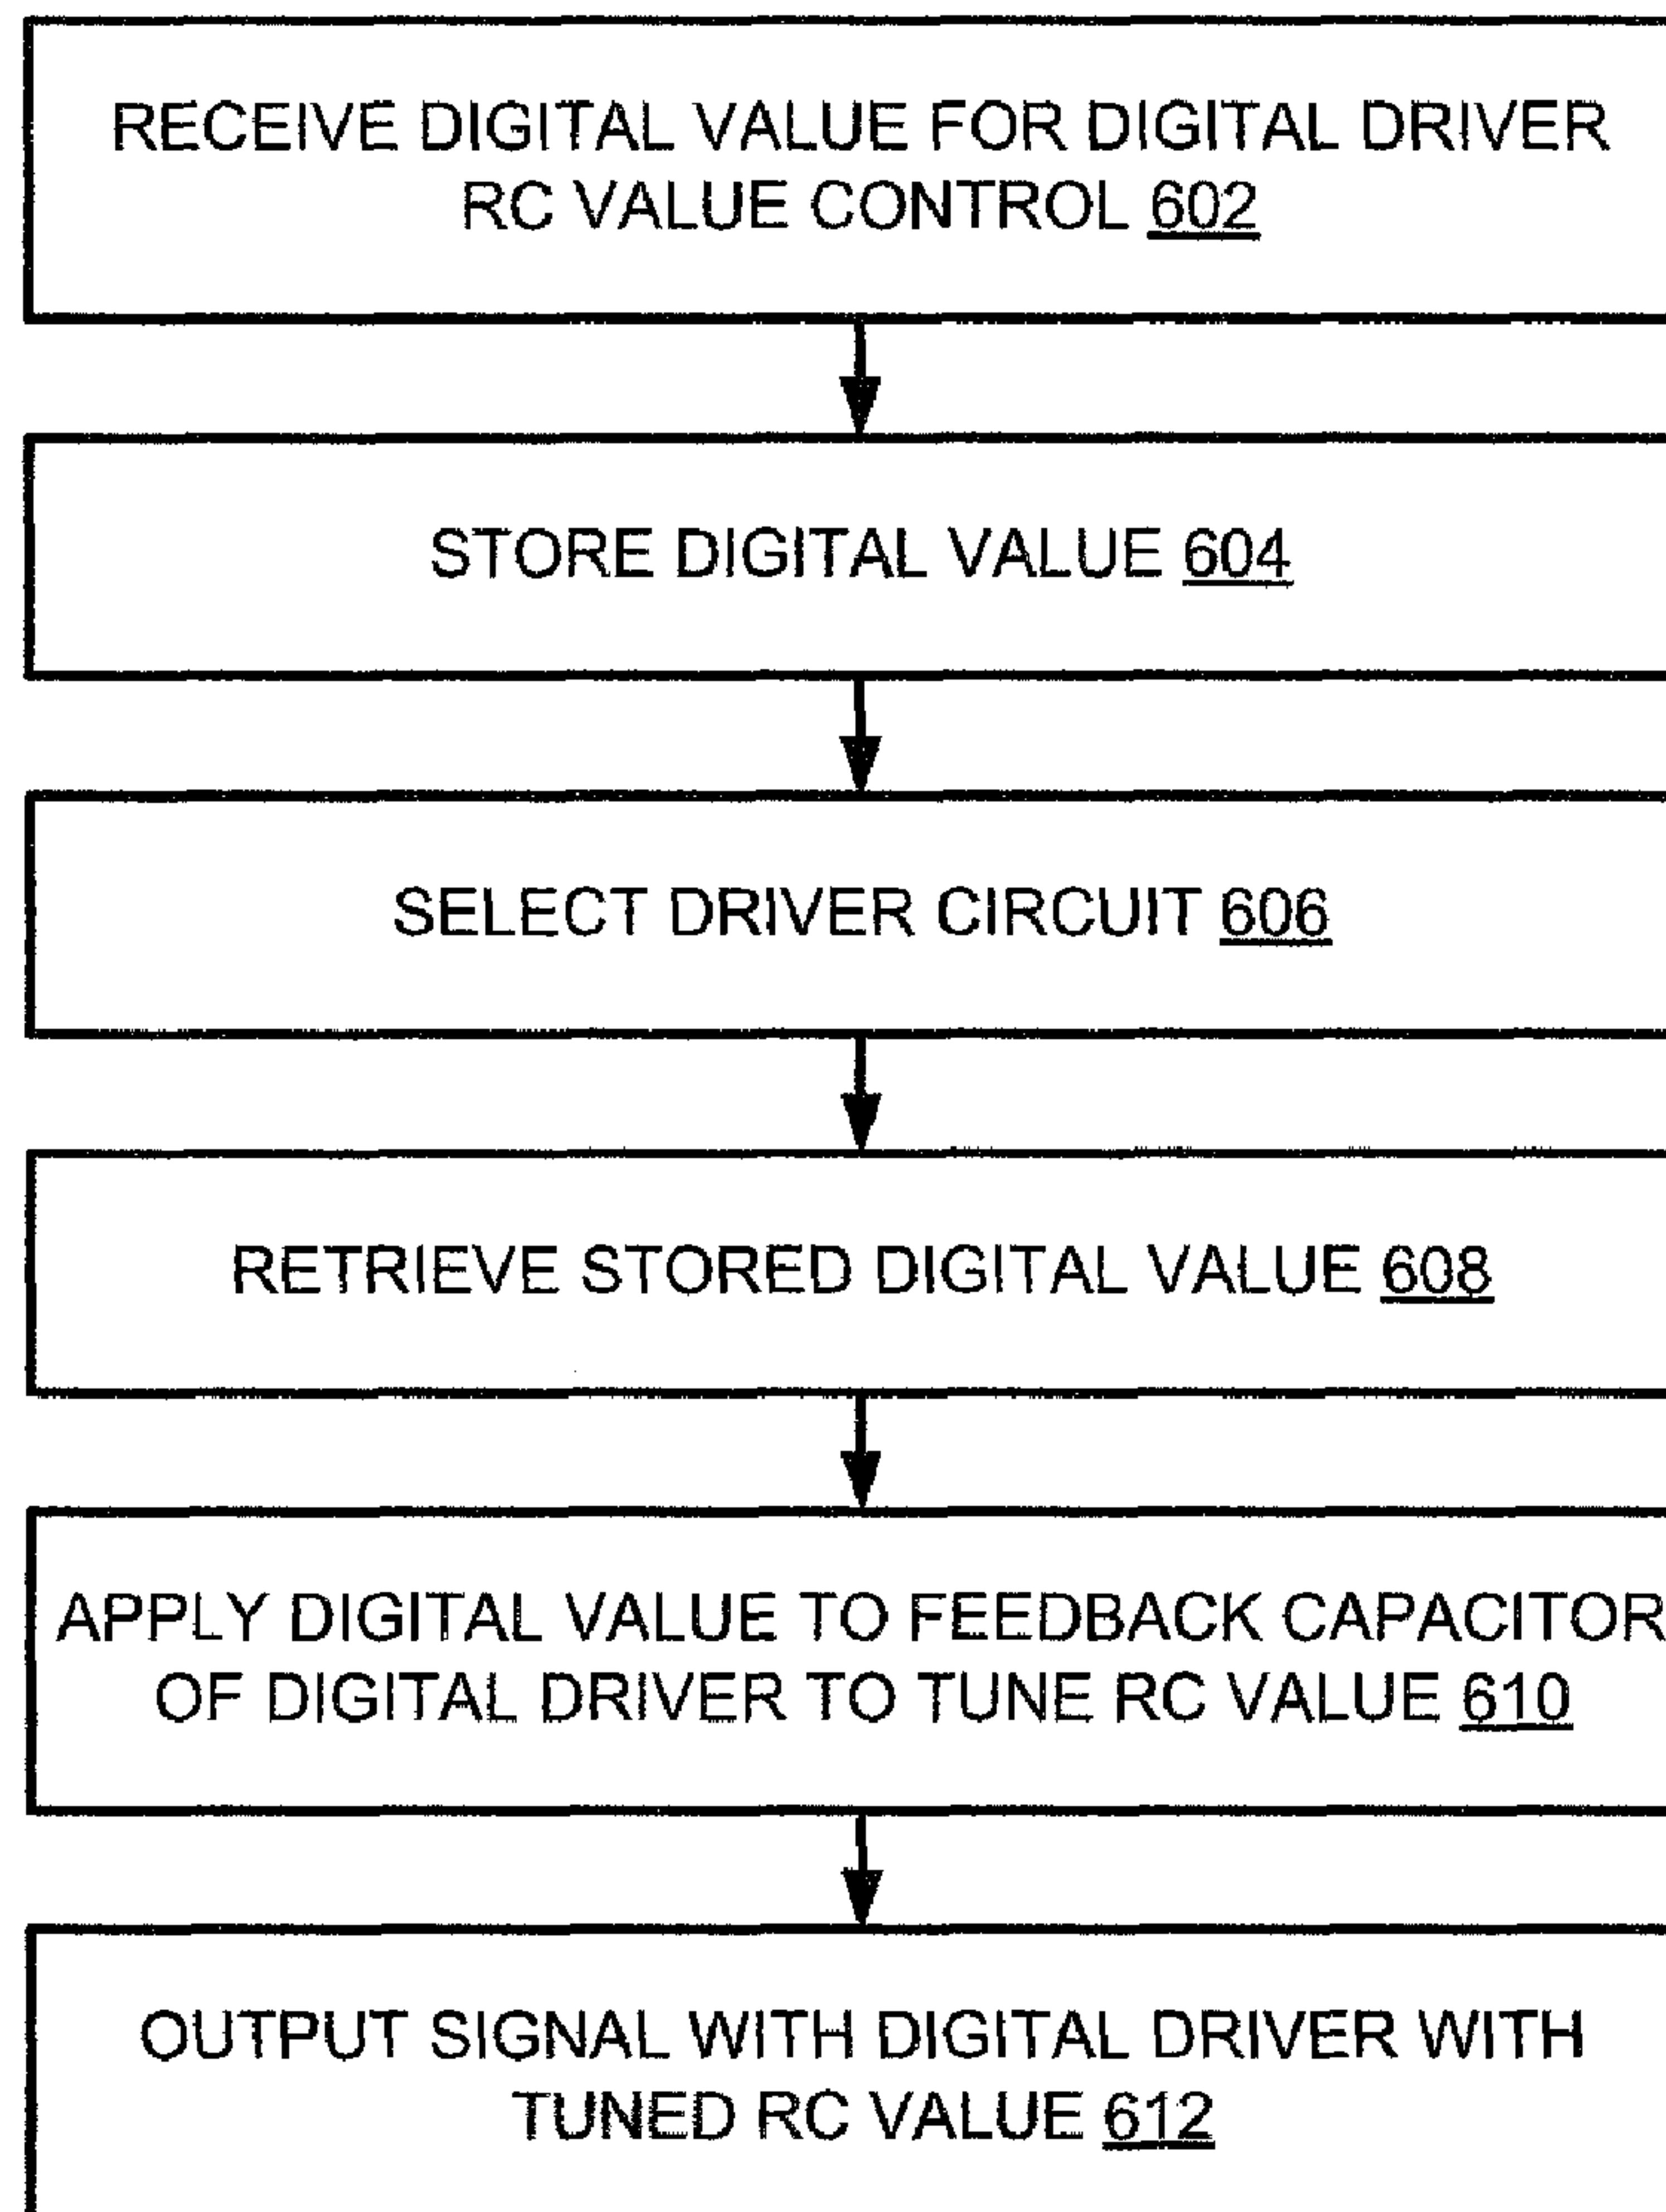 RECEIVE DIGITAL VALUE FOR DIGITAL DRIVER
RC VALUE CONTROL 602
STORE DIGITAL VALUE 604
SELECT DRIVER CIRCUIT 606
RETRIEVE STORED DIGITAL VALUE 608
APPLY DIGITAL VALUE TO FEEDBACK CAPACITOR
OF DIGITAL DRIVER TO TUNE RC VALUE 610
OUTPUT SIGNAL WITH DIGITAL DRIVER WITH
TUNED RC VALUE 612